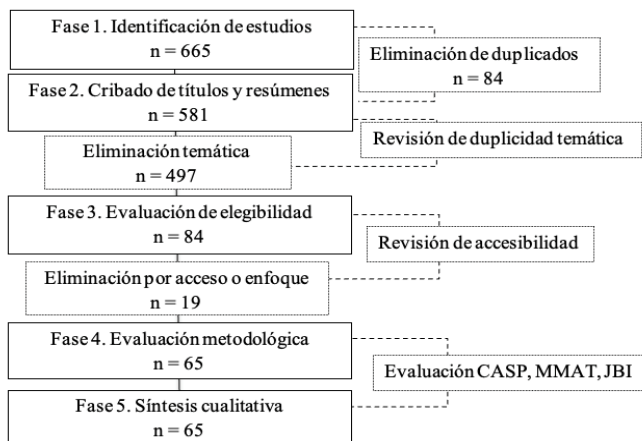 Fase 1. Identificación de estudios
n = 665
Eliminación de duplicados
n = 84
Fase 2. Cribado de títulos y resúmenes
n = 581
Revisión de duplicidad temática
Eliminación temática
n = 497
Fase 3. Evaluación de elegibilidad
n = 84
Revisión de accesibilidad
Eliminación por acceso o enfoque
n = 19
Fase 4. Evaluación metodológica
n = 65
Evaluación CASP, MMAT, JBI
Fase 5. Síntesis cualitativa
n = 65